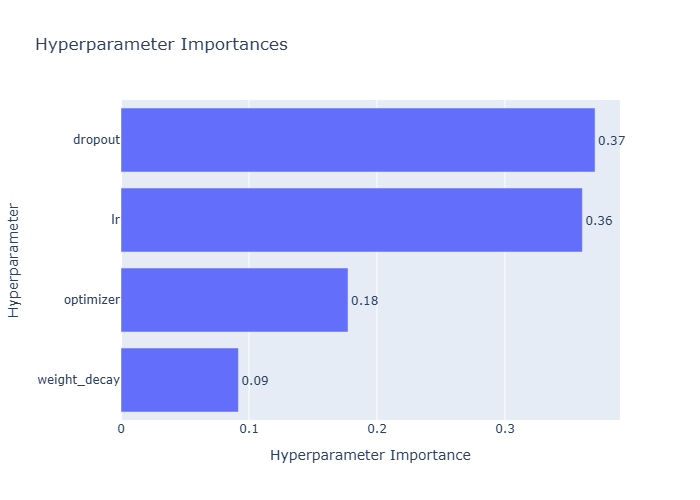 Hyperparameter Importances
Hyperparameter
dropout
0.37
lr
0.36
optimizer
0.18
weight_decay
0.09
0
0.1
0.2
0.3
Hyperparameter Importance